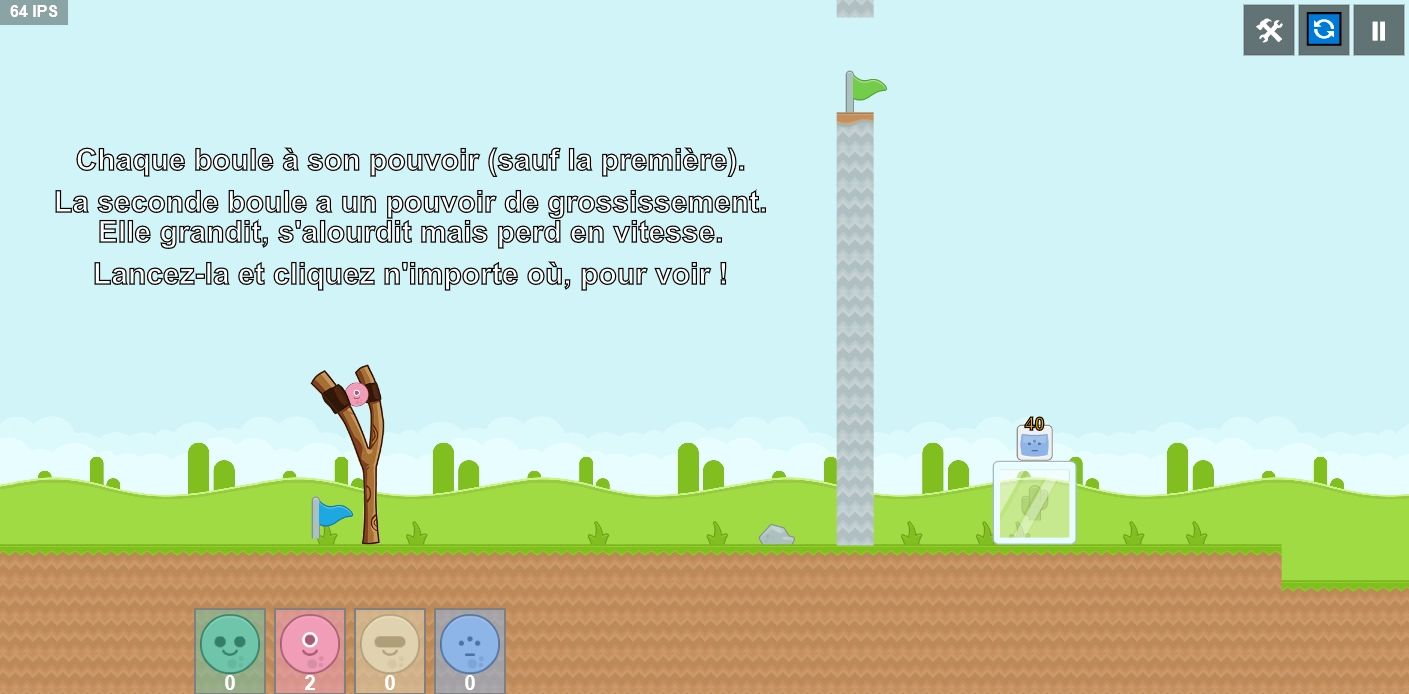 64 IPS
Chaque boule à son pouvoir (sauf la première).
La seconde boule a un pouvoir de grossissement.
Elle grandit, s'alourdit mais perd en vitesse.
Lancez-la et cliquez n'importe où, pour voir !
40
0 2 0 0